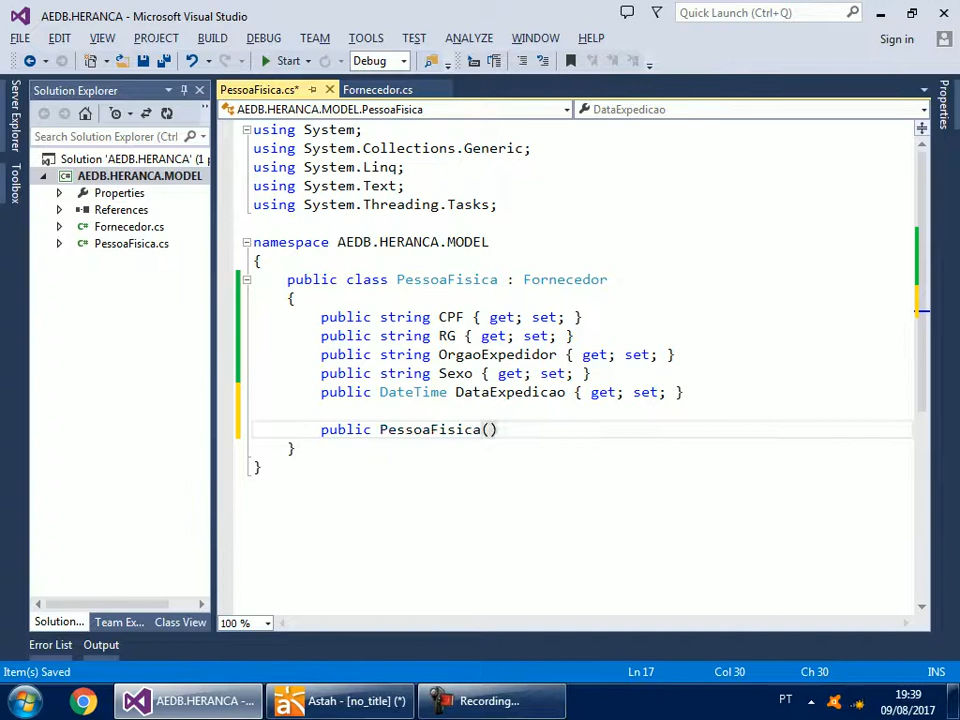 AEDB.HERANCA - Microsoft Visual Studio
Quick Launch (Ctrl+Q)
FILE EDIT VIEW PROJECT BUILD DEBUG TEAM TOOLS TEST ANALYZE WINDOW HELP
Sign in
Start Debug
Server Explorer
Toolbox
Solution Explorer
Search Solution Explorer (Ctrl
Solution 'AEDB.HERANCA' (1 p
AEDB.HERANCA.MODEL
Properties
References
Fornecedor.cs
PessoaFisica.cs
Solution... Team Ex... Class View
PessoaFisica.cs* Fornecedor.cs
AEDB.HERANCA.MODEL.PessoaFisica DataExpedicao
using System;
using System.Collections.Generic;
using System.Linq;
using System.Text;
using System.Threading.Tasks;
namespace AEDB.HERANCA.MODEL
{
public class PessoaFisica : Fornecedor
{
public string CPF { get; set; }
public string RG { get; set; }
public string OrgaoExpedidor { get; set; }
public string Sexo { get; set; }
public DateTime DataExpedicao { get; set; }
public PessoaFisica()
}
}
100 %
Properties
Error List Output
Item(s) Saved Ln 17 Col 30 Ch 30 INS
AEDB.HERANCA -... Astah - [no_title] (*) Recording... PT 19:39
09/08/2017